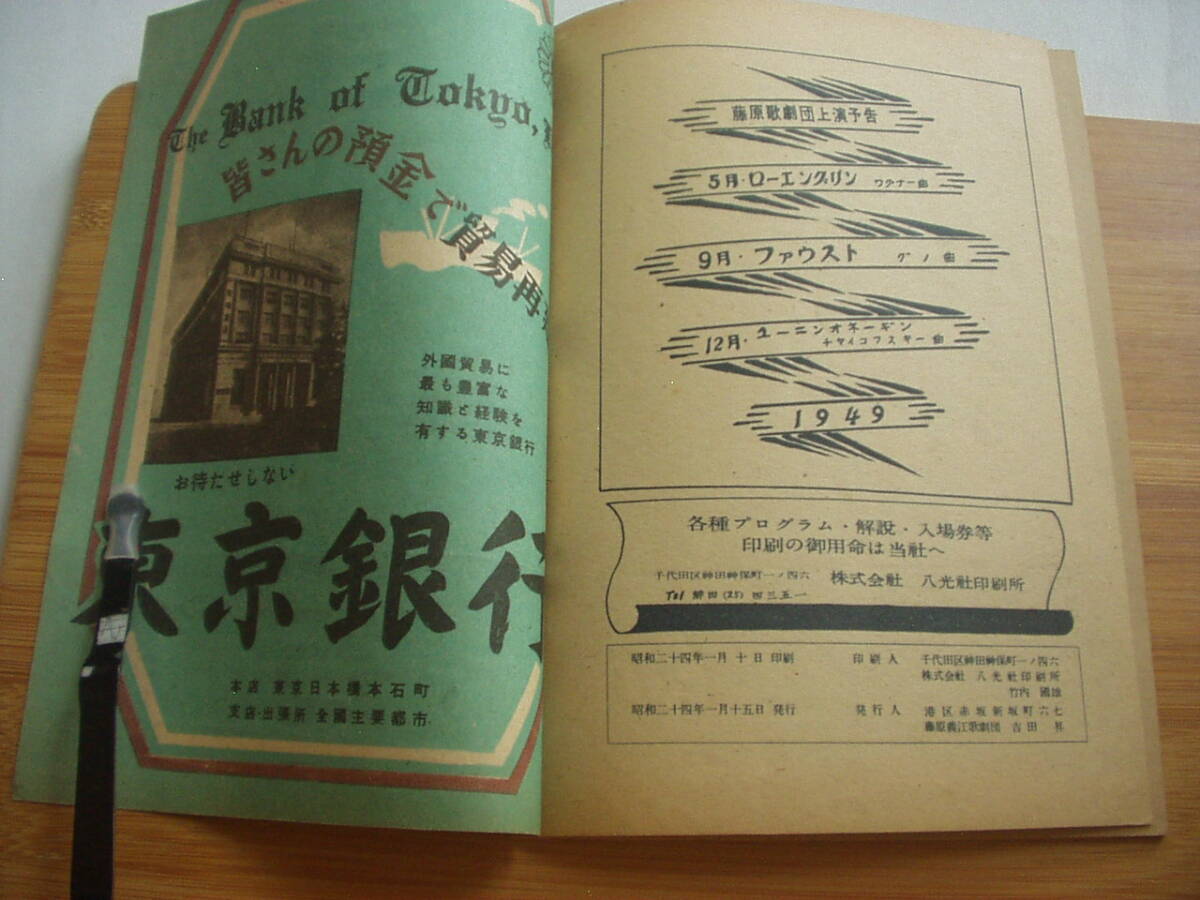 The Bank of Tokyo,
皆さんの預金で貿易再
外國貿易に
最も豊富な
知識と経験を
有する東京銀行
お待たせしない
東京銀行
本店 東京日本橋本石町
支店・出張所 全國主要都市
藤原歌劇団上演予告
5月・ローエングリン ワグナー曲
9月・ファウスト グノー曲
12月・ユーニンオネーギン
チャイコフスキー曲
1949
各種プログラム・解説・入場券等
印刷の御用命は当社へ
千代田区神田神保町一ノ四六 株式会社 八光社印刷所
Tel 神田(25)四三五一
昭和二十四年一月十日印刷 印刷人 千代田区神田神保町一ノ四六
株式会社 八光社印刷所
竹内 國雄
昭和二十四年一月十五日発行 発行人 港区赤坂新坂町六七
藤原義江歌劇団 吉田 昇